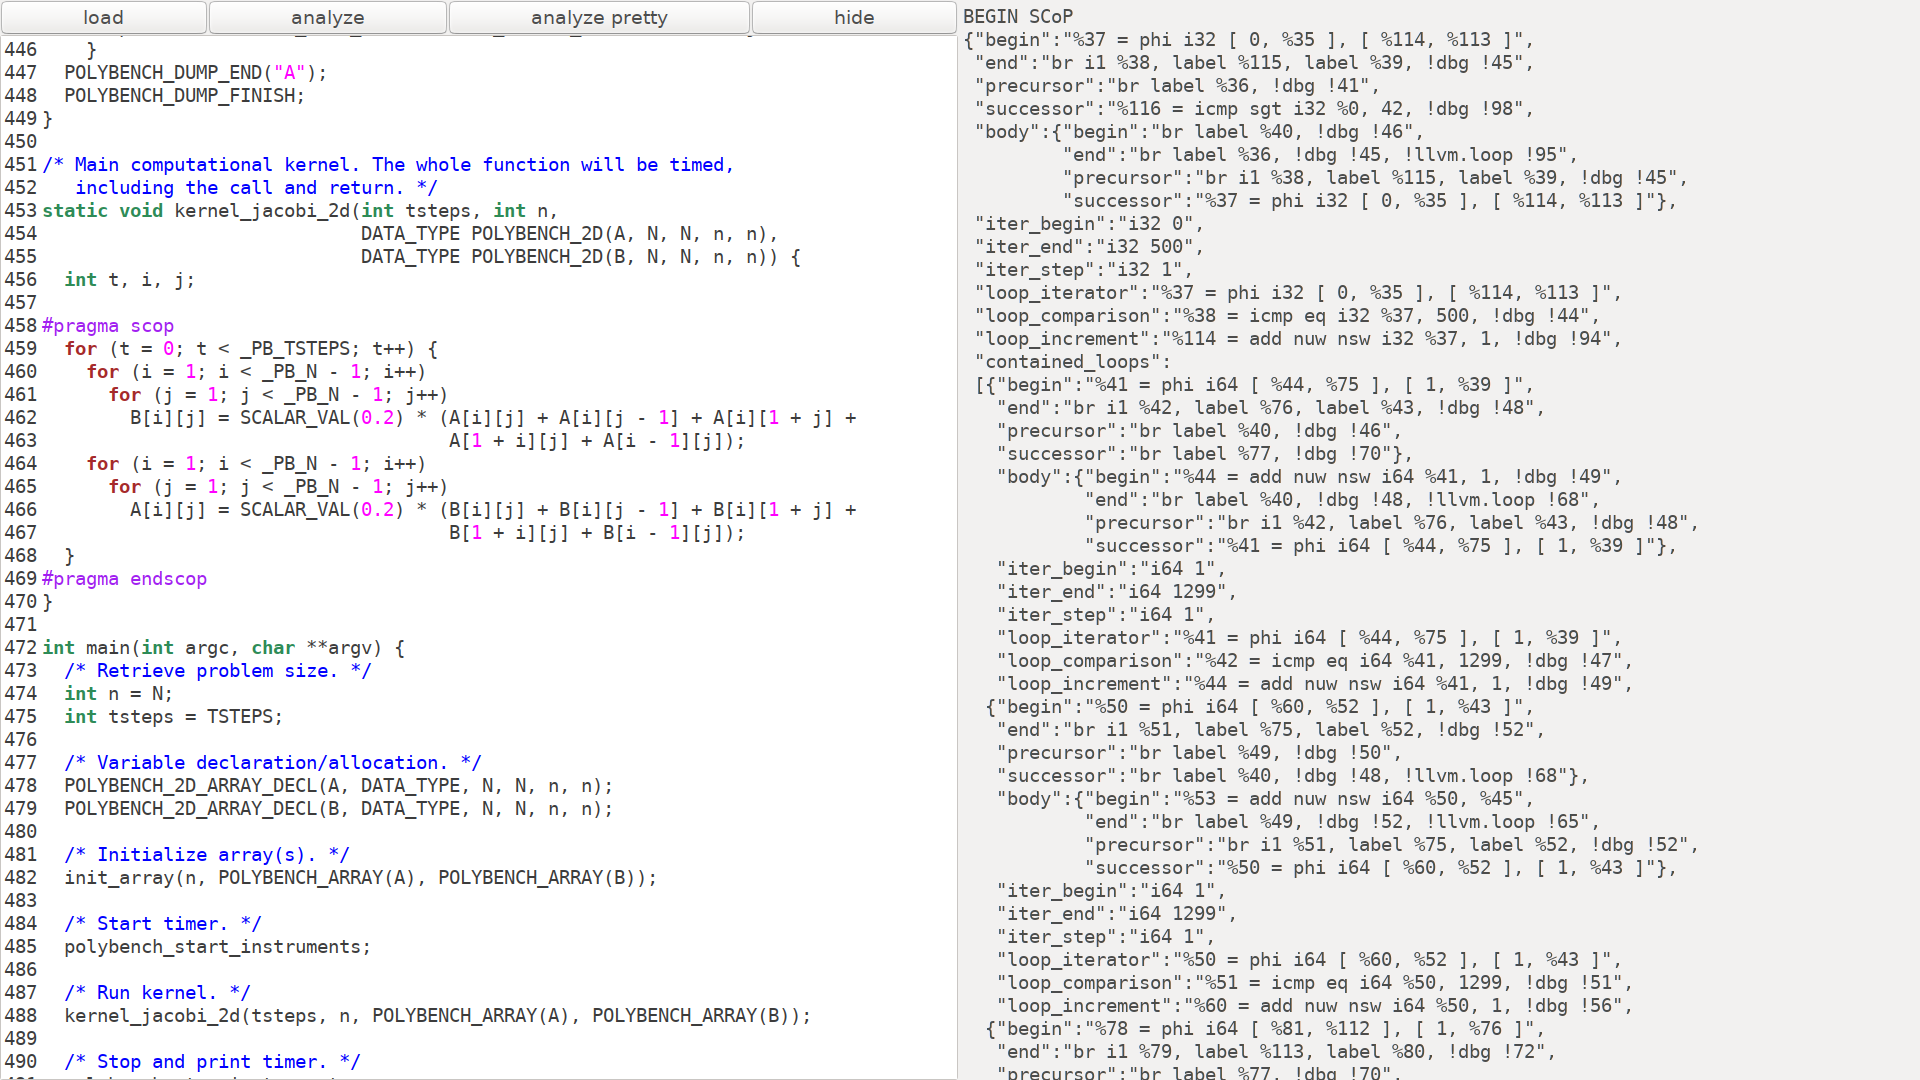 load analyze analyze pretty hide
446     }
447   POLYBENCH_DUMP_END("A");
448   POLYBENCH_DUMP_FINISH;
449 }
450
451 /* Main computational kernel. The whole function will be timed,
452    including the call and return. */
453 static void kernel_jacobi_2d(int tsteps, int n,
454                              DATA_TYPE POLYBENCH_2D(A, N, N, n, n),
455                              DATA_TYPE POLYBENCH_2D(B, N, N, n, n)) {
456   int t, i, j;
457
458 #pragma scop
459   for (t = 0; t < _PB_TSTEPS; t++) {
460     for (i = 1; i < _PB_N - 1; i++)
461       for (j = 1; j < _PB_N - 1; j++)
462         B[i][j] = SCALAR_VAL(0.2) * (A[i][j] + A[i][j - 1] + A[i][1 + j] +
463                                      A[1 + i][j] + A[i - 1][j]);
464     for (i = 1; i < _PB_N - 1; i++)
465       for (j = 1; j < _PB_N - 1; j++)
466         A[i][j] = SCALAR_VAL(0.2) * (B[i][j] + B[i][j - 1] + B[i][1 + j] +
467                                      B[1 + i][j] + B[i - 1][j]);
468   }
469 #pragma endscop
470 }
471
472 int main(int argc, char **argv) {
473   /* Retrieve problem size. */
474   int n = N;
475   int tsteps = TSTEPS;
476
477   /* Variable declaration/allocation. */
478   POLYBENCH_2D_ARRAY_DECL(A, DATA_TYPE, N, N, n, n);
479   POLYBENCH_2D_ARRAY_DECL(B, DATA_TYPE, N, N, n, n);
480
481   /* Initialize array(s). */
482   init_array(n, POLYBENCH_ARRAY(A), POLYBENCH_ARRAY(B));
483
484   /* Start timer. */
485   polybench_start_instruments;
486
487   /* Run kernel. */
488   kernel_jacobi_2d(tsteps, n, POLYBENCH_ARRAY(A), POLYBENCH_ARRAY(B));
489
490   /* Stop and print timer. */
BEGIN SCoP
{"begin":"%37 = phi i32 [ 0, %35 ], [ %114, %113 ]",
 "end":"br i1 %38, label %115, label %39, !dbg !45",
 "precursor":"br label %36, !dbg !41",
 "successor":"%116 = icmp sgt i32 %0, 42, !dbg !98",
 "body":{"begin":"br label %40, !dbg !46",
         "end":"br label %36, !dbg !45, !llvm.loop !95",
         "precursor":"br i1 %38, label %115, label %39, !dbg !45",
         "successor":"%37 = phi i32 [ 0, %35 ], [ %114, %113 ]"},
 "iter_begin":"i32 0",
 "iter_end":"i32 500",
 "iter_step":"i32 1",
 "loop_iterator":"%37 = phi i32 [ 0, %35 ], [ %114, %113 ]",
 "loop_comparison":"%38 = icmp eq i32 %37, 500, !dbg !44",
 "loop_increment":"%114 = add nuw nsw i32 %37, 1, !dbg !94",
 "contained_loops":
 [{"begin":"%41 = phi i64 [ %44, %75 ], [ 1, %39 ]",
   "end":"br i1 %42, label %76, label %43, !dbg !48",
   "precursor":"br label %40, !dbg !46",
   "successor":"br label %77, !dbg !70"},
   "body":{"begin":"%44 = add nuw nsw i64 %41, 1, !dbg !49",
           "end":"br label %40, !dbg !48, !llvm.loop !68",
           "precursor":"br i1 %42, label %76, label %43, !dbg !48",
           "successor":"%41 = phi i64 [ %44, %75 ], [ 1, %39 ]"},
   "iter_begin":"i64 1",
   "iter_end":"i64 1299",
   "iter_step":"i64 1",
   "loop_iterator":"%41 = phi i64 [ %44, %75 ], [ 1, %39 ]",
   "loop_comparison":"%42 = icmp eq i64 %41, 1299, !dbg !47",
   "loop_increment":"%44 = add nuw nsw i64 %41, 1, !dbg !49",
  {"begin":"%50 = phi i64 [ %60, %52 ], [ 1, %43 ]",
   "end":"br i1 %51, label %75, label %52, !dbg !52",
   "precursor":"br label %49, !dbg !50",
   "successor":"br label %40, !dbg !48, !llvm.loop !68"},
   "body":{"begin":"%53 = add nuw nsw i64 %50, %45",
           "end":"br label %49, !dbg !52, !llvm.loop !65",
           "precursor":"br i1 %51, label %75, label %52, !dbg !52",
           "successor":"%50 = phi i64 [ %60, %52 ], [ 1, %43 ]"},
   "iter_begin":"i64 1",
   "iter_end":"i64 1299",
   "iter_step":"i64 1",
   "loop_iterator":"%50 = phi i64 [ %60, %52 ], [ 1, %43 ]",
   "loop_comparison":"%51 = icmp eq i64 %50, 1299, !dbg !51",
   "loop_increment":"%60 = add nuw nsw i64 %50, 1, !dbg !56",
  {"begin":"%78 = phi i64 [ %81, %112 ], [ 1, %76 ]",
   "end":"br i1 %79, label %113, label %80, !dbg !72",
   "precursor":"br label %77, !dbg !70",